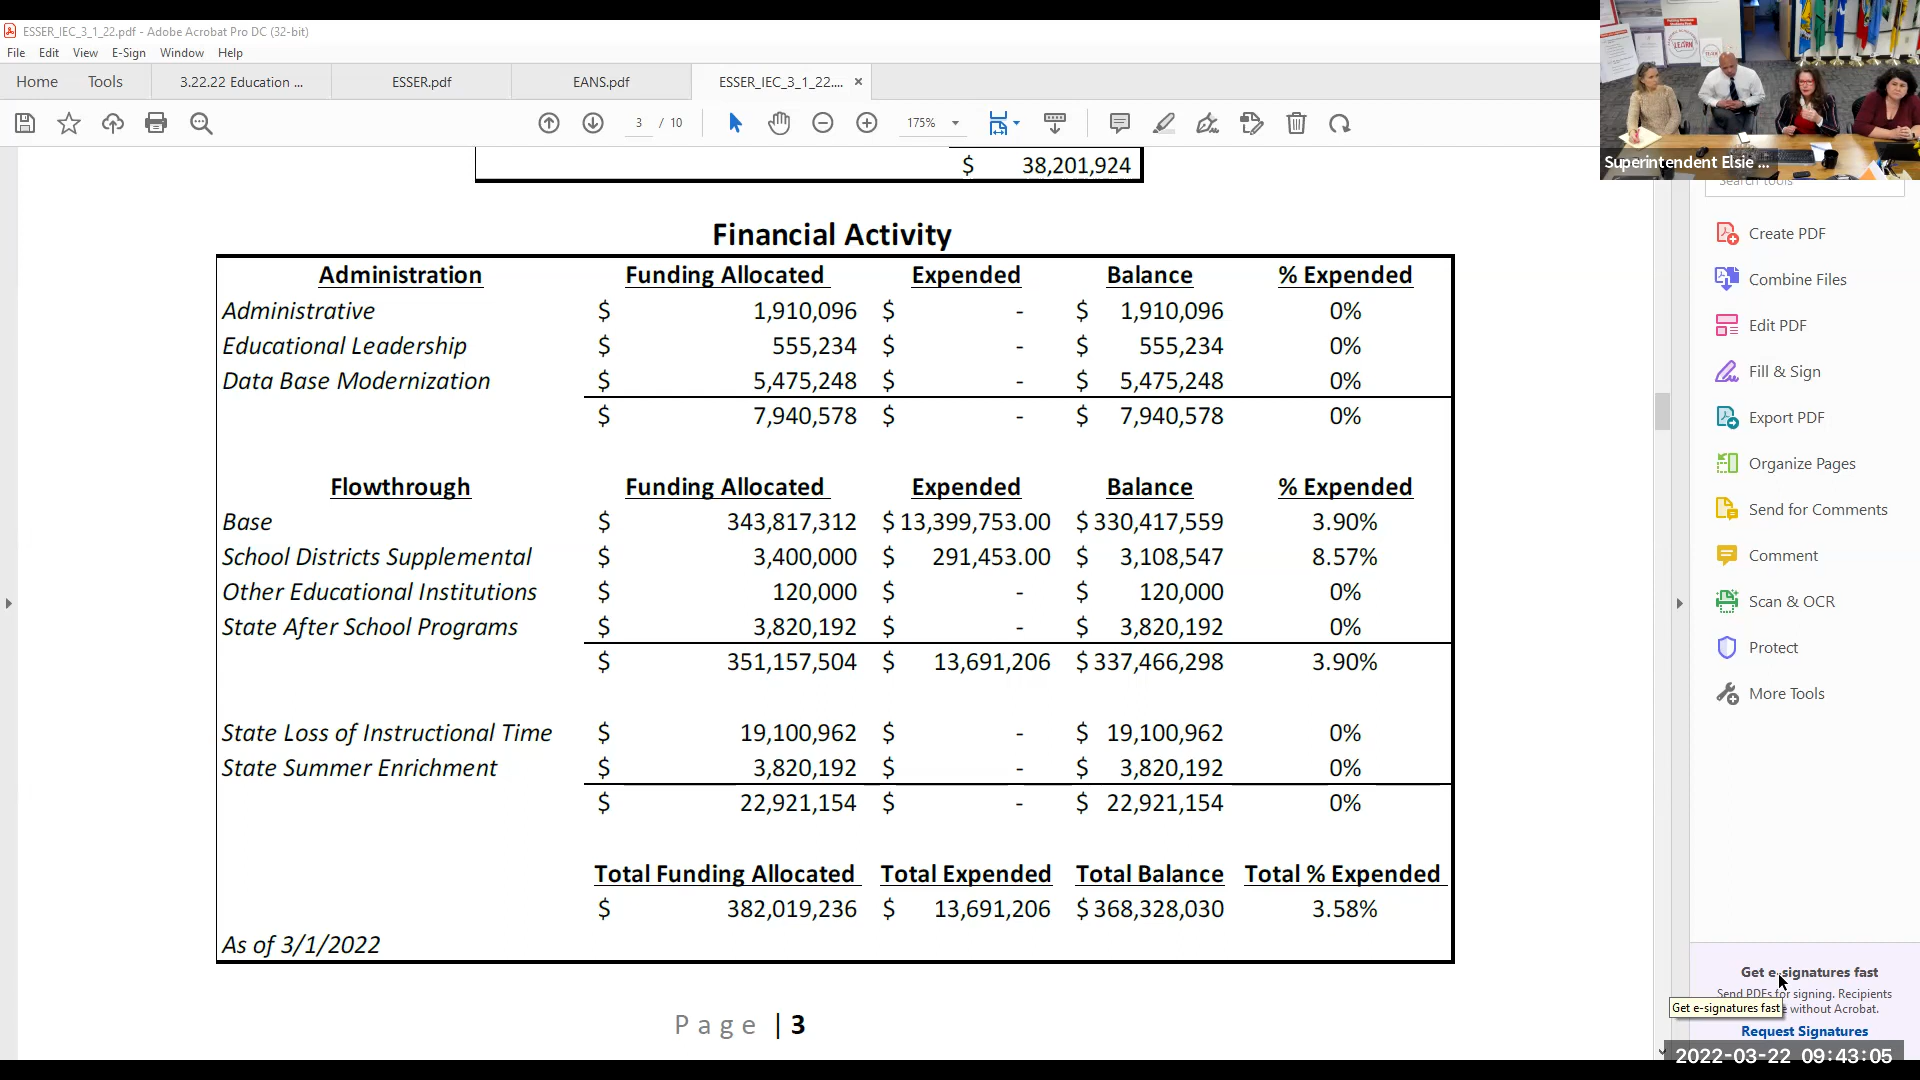 ESSER_IEC_3_1_22.pdf - Adobe Acrobat Pro DC (32-bit)
File Edit View E-Sign Window Help
Home Tools 3.22.22 Education ... ESSER.pdf EANS.pdf ESSER_IEC_3_1_22.... ×
3 / 10 175%
Superintendent Elsie ...
$ 38,201,924
Financial Activity
Administration Funding Allocated Expended Balance % Expended
Administrative $ 1,910,096 $ - $ 1,910,096 0%
Educational Leadership $ 555,234 $ - $ 555,234 0%
Data Base Modernization $ 5,475,248 $ - $ 5,475,248 0%
$ 7,940,578 $ - $ 7,940,578 0%
Flowthrough Funding Allocated Expended Balance % Expended
Base $ 343,817,312 $ 13,399,753.00 $ 330,417,559 3.90%
School Districts Supplemental $ 3,400,000 $ 291,453.00 $ 3,108,547 8.57%
Other Educational Institutions $ 120,000 $ - $ 120,000 0%
State After School Programs $ 3,820,192 $ - $ 3,820,192 0%
$ 351,157,504 $ 13,691,206 $ 337,466,298 3.90%
State Loss of Instructional Time $ 19,100,962 $ - $ 19,100,962 0%
State Summer Enrichment $ 3,820,192 $ - $ 3,820,192 0%
$ 22,921,154 $ - $ 22,921,154 0%
Total Funding Allocated Total Expended Total Balance Total % Expended
$ 382,019,236 $ 13,691,206 $ 368,328,030 3.58%
As of 3/1/2022
Page | 3
Search tools
Create PDF
Combine Files
Edit PDF
Fill & Sign
Export PDF
Organize Pages
Send for Comments
Comment
Scan & OCR
Protect
More Tools
Get e-signatures fast
Send PDFs for signing. Recipients
Get e-signatures fast without Acrobat.
Request Signatures
2022-03-22 09:43:05